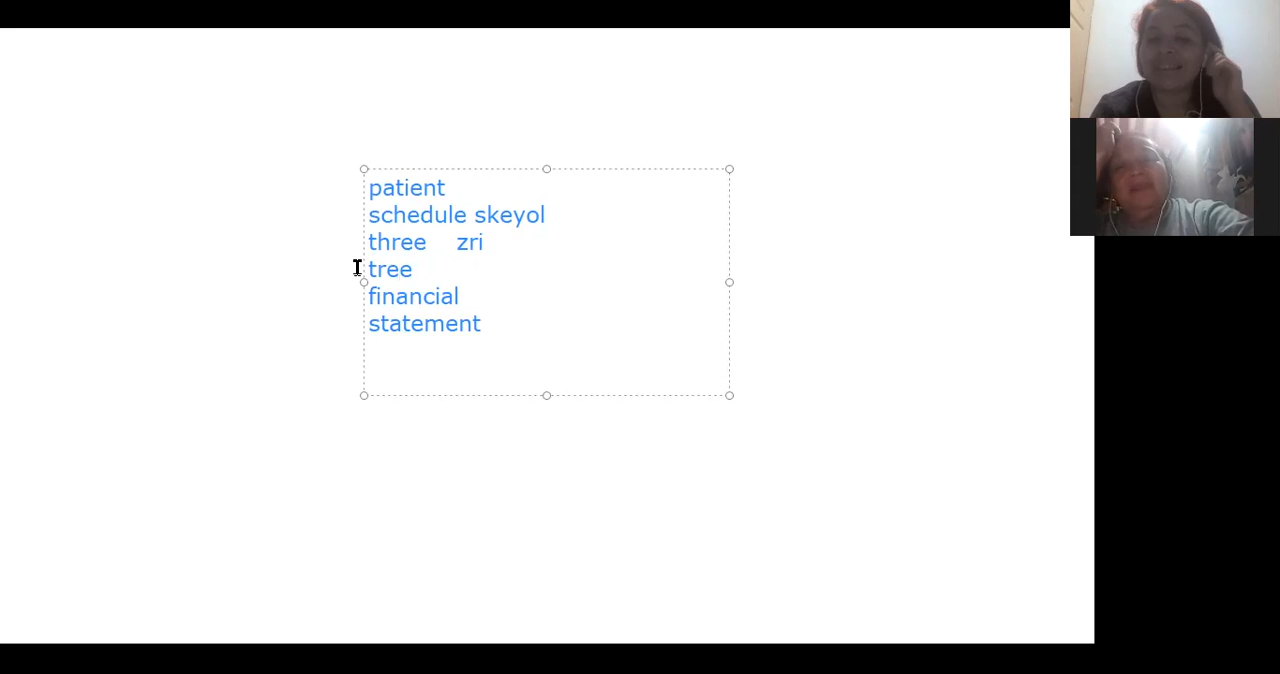 patient
schedule skeyol
three zri
tree
financial
statement